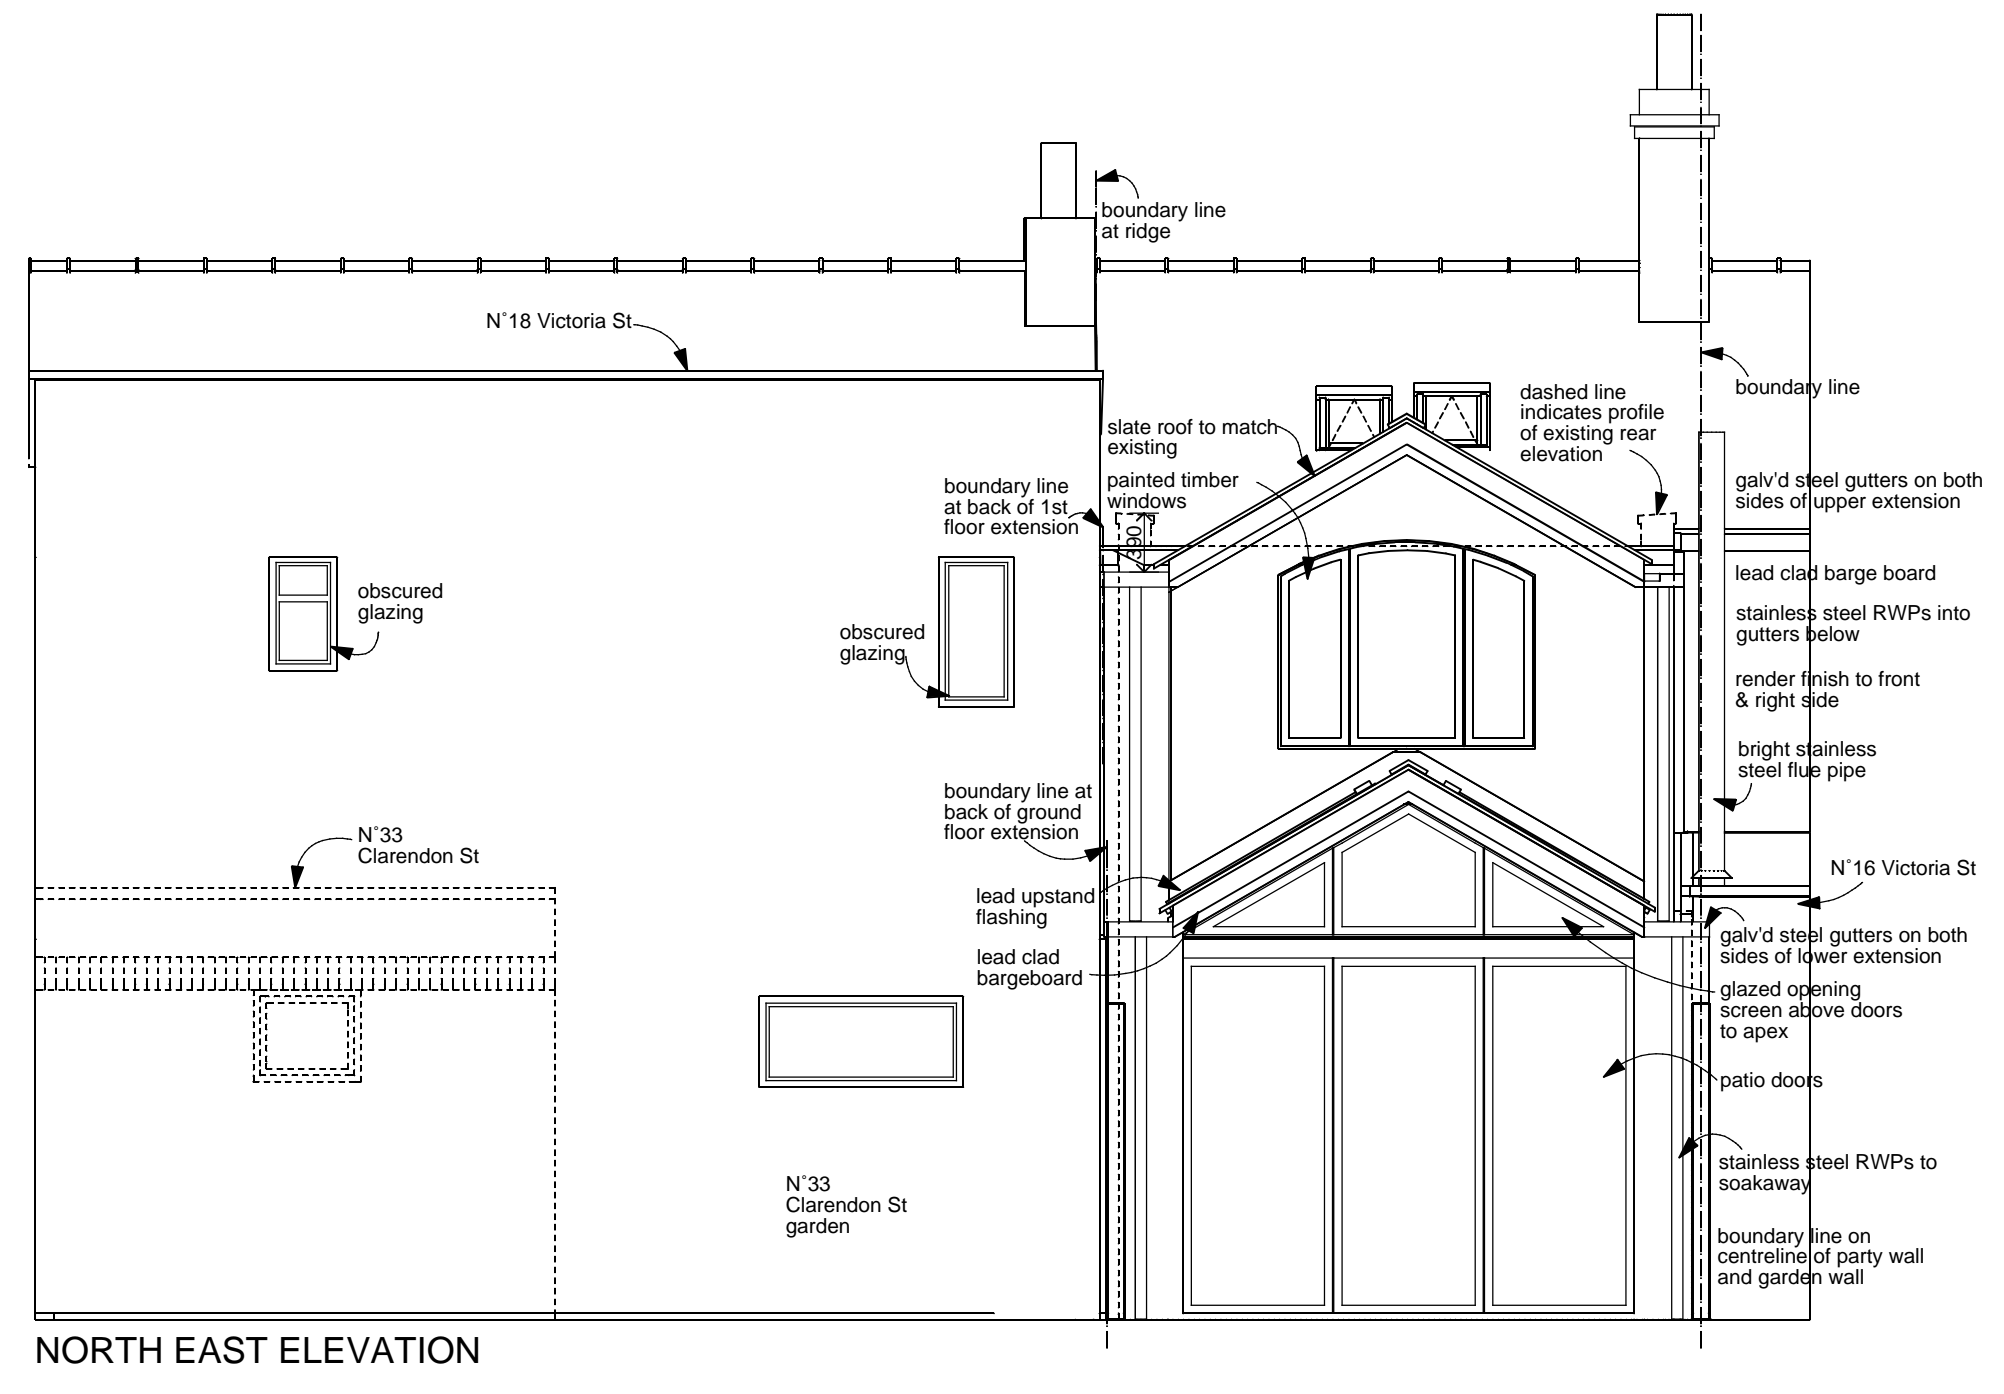 boundary line
at ridge
N°18 Victoria St
boundary line
dashed line
indicates profile
of existing rear
elevation
slate roof to match
existing
painted timber
windows
boundary line
at back of 1st
floor extension
390
galv'd steel gutters on both
sides of upper extension
lead clad barge board
stainless steel RWPs into
gutters below
render finish to front
& right side
bright stainless
steel flue pipe
obscured
glazing
obscured
glazing
boundary line at
back of ground
floor extension
N°33
Clarendon St
N°16 Victoria St
lead upstand
flashing
lead clad
bargeboard
galv'd steel gutters on both
sides of lower extension
glazed opening
screen above doors
to apex
patio doors
stainless steel RWPs to
soakaway
N°33
Clarendon St
garden
boundary line on
centreline of party wall
and garden wall
NORTH EAST ELEVATION